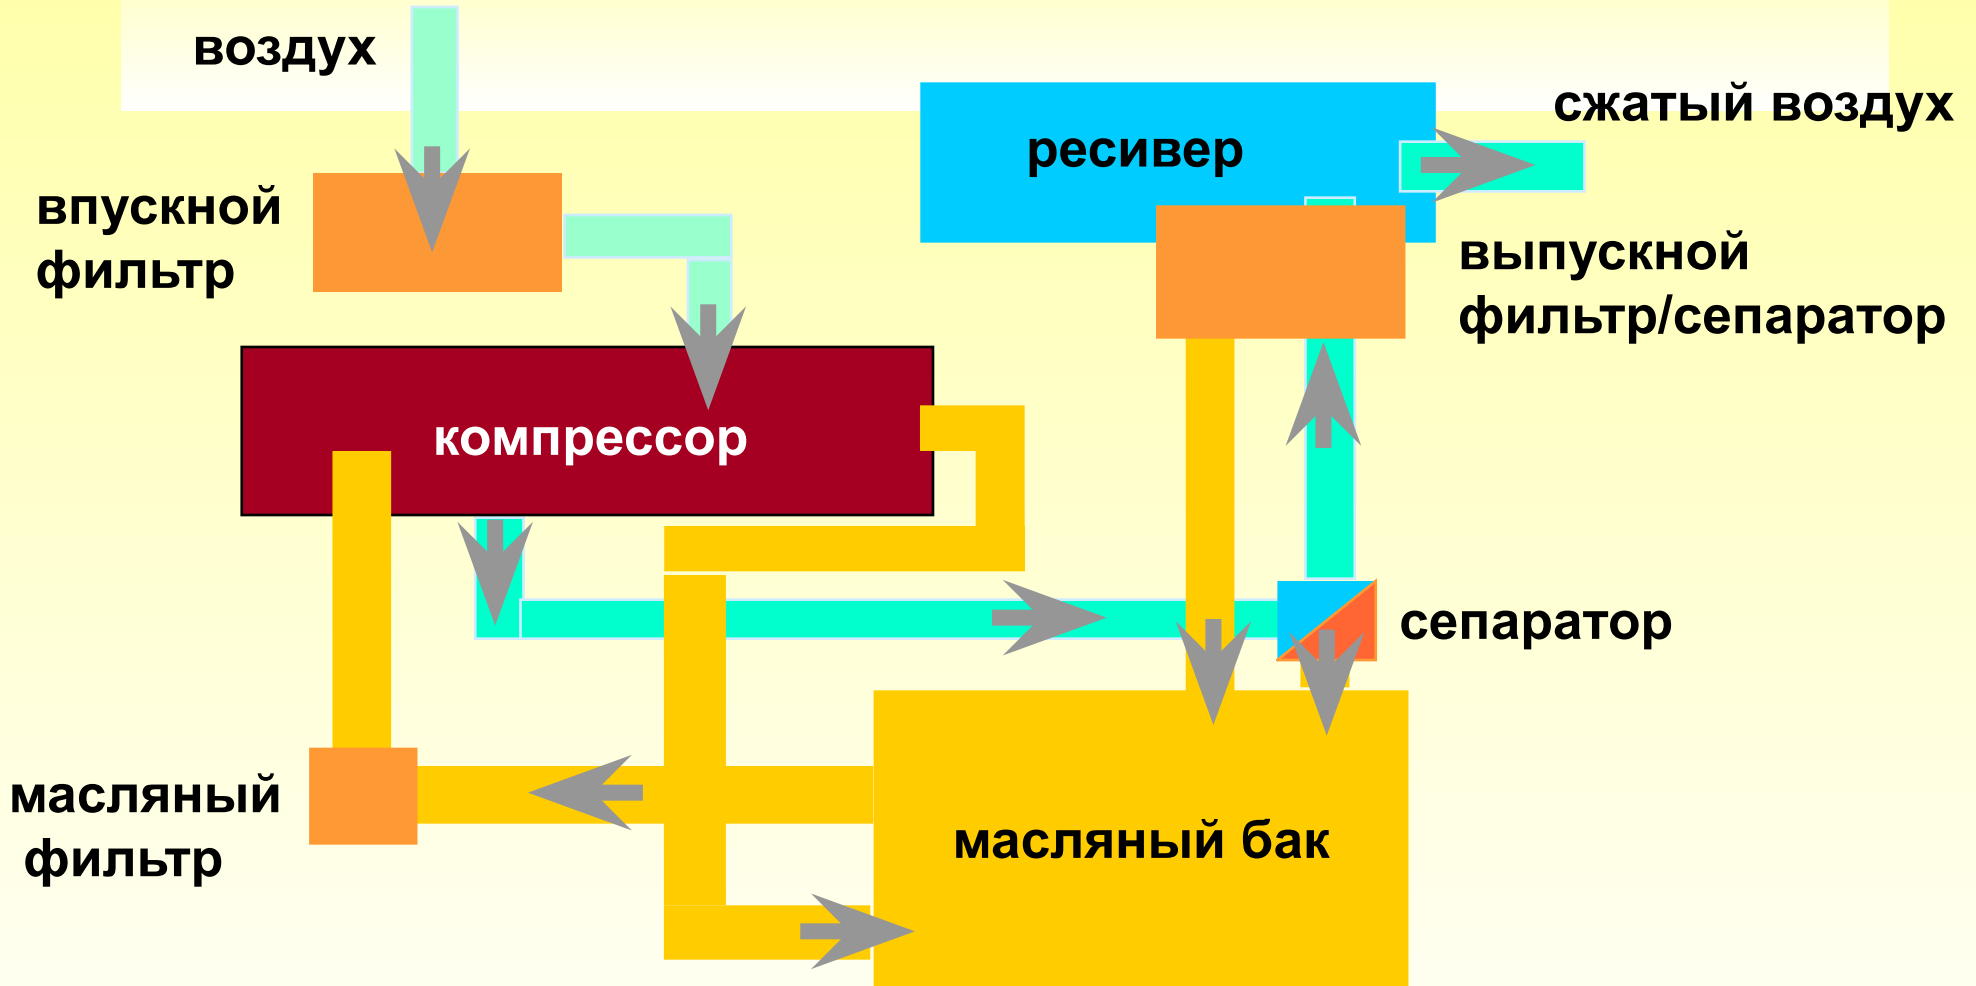 воздух
сжатый воздух
ресивер
впускной
фильтр
выпускной
фильтр/сепаратор
компрессор
сепаратор
масляный
фильтр
масляный бак